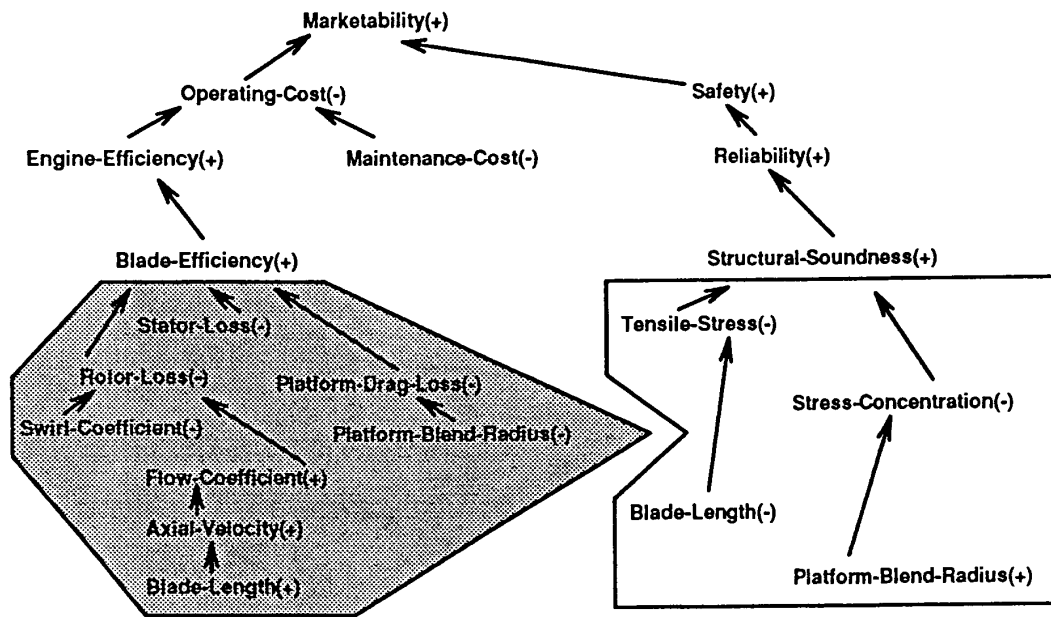 Marketability(+)
Operating-Cost(-)
Safety(+)
Engine-Efficiency(+)
Maintenance-Cost(-)
Reliability(+)
Blade-Efficiency(+)
Structural-Soundness(+)
Stator-Loss(-)
Tensile-Stress(-)
Rotor-Loss(-)
Platform-Drag-Loss(-)
Stress-Concentration(-)
Swirl-Coefficient(-)
Platform-Blend-Radius(-)
Flow-Coefficient(+)
Blade-Length(-)
Axial-Velocity(+)
Blade-Length(+)
Platform-Blend-Radius(+)